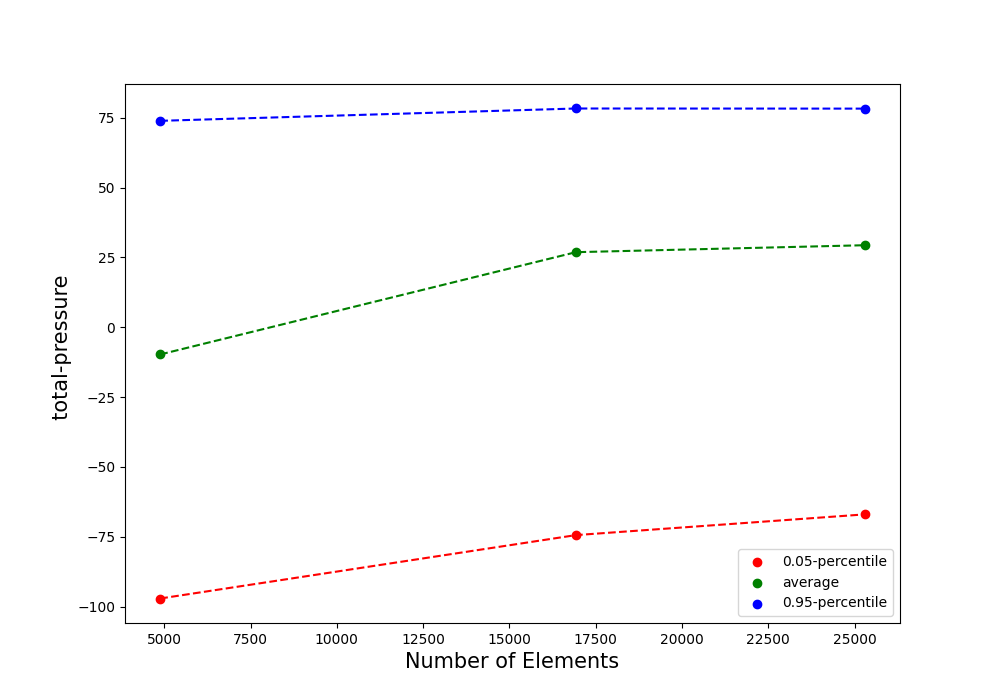 75
50
25
0
−25
−50
−75
−100
total-pressure
5000 7500 10000 12500 15000 17500 20000 22500 25000
Number of Elements
0.05-percentile
average
0.95-percentile